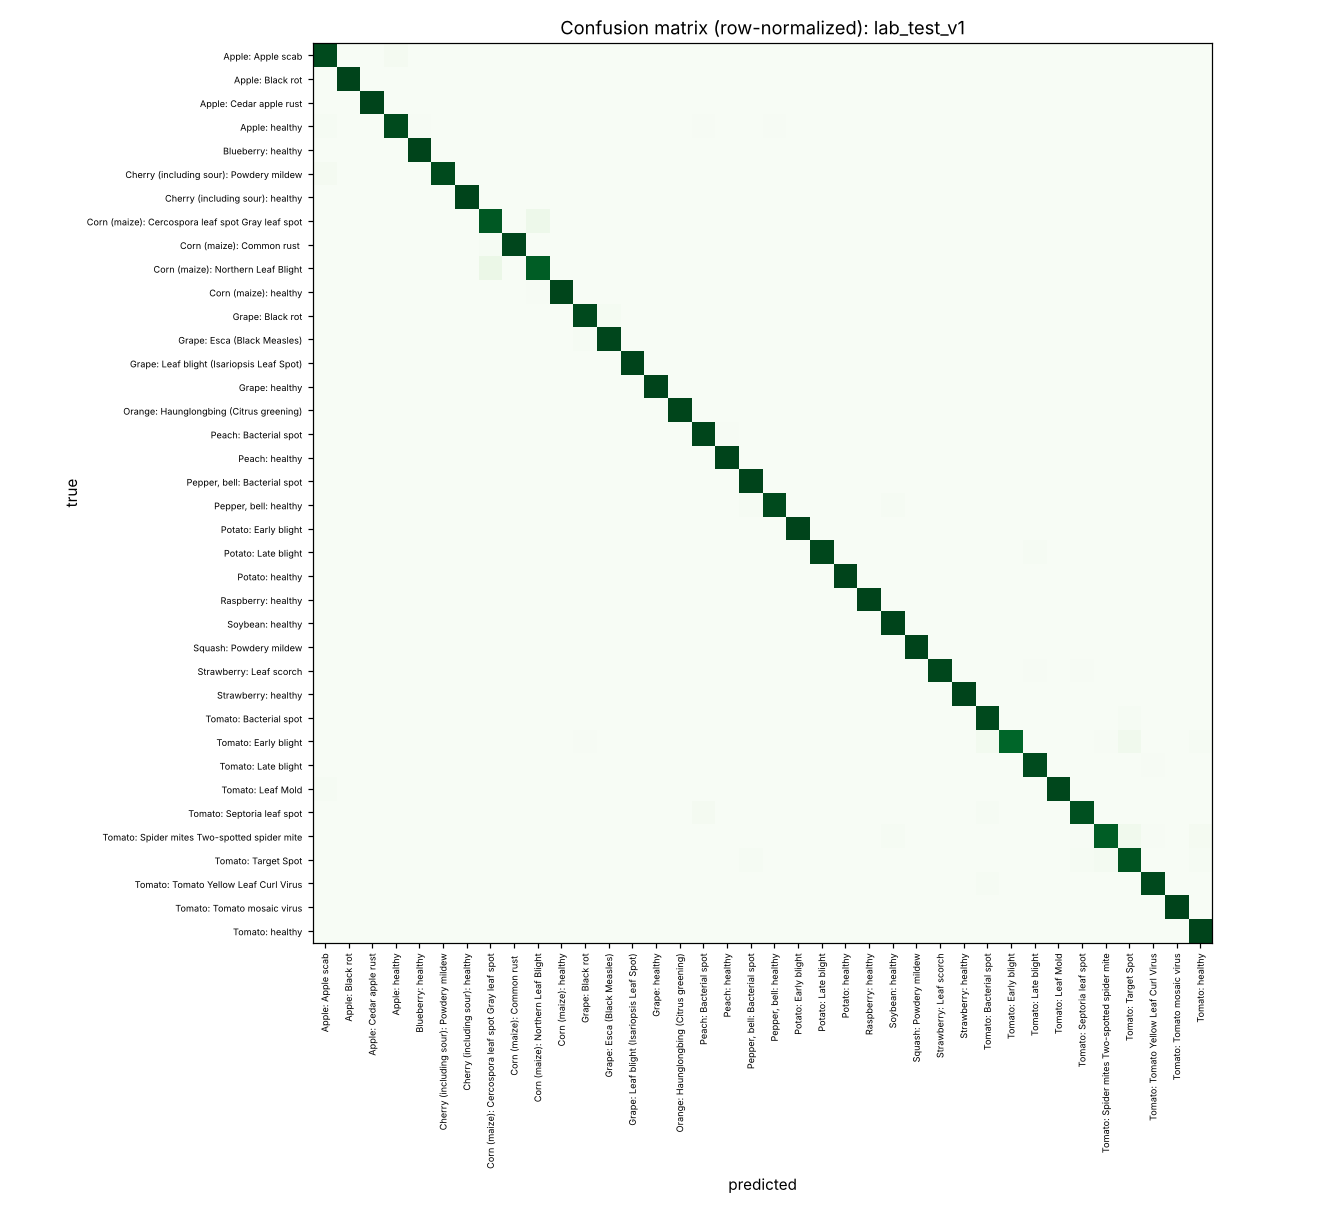 Confusion matrix (row-normalized): lab_test_v1
true
Apple: Apple scab
Apple: Black rot
Apple: Cedar apple rust
Apple: healthy
Blueberry: healthy
Cherry (including sour): Powdery mildew
Cherry (including sour): healthy
Corn (maize): Cercospora leaf spot Gray leaf spot
Corn (maize): Common rust
Corn (maize): Northern Leaf Blight
Corn (maize): healthy
Grape: Black rot
Grape: Esca (Black Measles)
Grape: Leaf blight (Isariopsis Leaf Spot)
Grape: healthy
Orange: Haunglongbing (Citrus greening)
Peach: Bacterial spot
Peach: healthy
Pepper, bell: Bacterial spot
Pepper, bell: healthy
Potato: Early blight
Potato: Late blight
Potato: healthy
Raspberry: healthy
Soybean: healthy
Squash: Powdery mildew
Strawberry: Leaf scorch
Strawberry: healthy
Tomato: Bacterial spot
Tomato: Early blight
Tomato: Late blight
Tomato: Leaf Mold
Tomato: Septoria leaf spot
Tomato: Spider mites Two-spotted spider mite
Tomato: Target Spot
Tomato: Tomato Yellow Leaf Curl Virus
Tomato: Tomato mosaic virus
Tomato: healthy
Apple: Apple scab
Apple: Black rot
Apple: Cedar apple rust
Apple: healthy
Blueberry: healthy
Cherry (including sour): Powdery mildew
Cherry (including sour): healthy
Corn (maize): Cercospora leaf spot Gray leaf spot
Corn (maize): Common rust
Corn (maize): Northern Leaf Blight
Corn (maize): healthy
Grape: Black rot
Grape: Esca (Black Measles)
Grape: Leaf blight (Isariopsis Leaf Spot)
Grape: healthy
Orange: Haunglongbing (Citrus greening)
Peach: Bacterial spot
Peach: healthy
Pepper, bell: Bacterial spot
Pepper, bell: healthy
Potato: Early blight
Potato: Late blight
Potato: healthy
Raspberry: healthy
Soybean: healthy
Squash: Powdery mildew
Strawberry: Leaf scorch
Strawberry: healthy
Tomato: Bacterial spot
Tomato: Early blight
Tomato: Late blight
Tomato: Leaf Mold
Tomato: Septoria leaf spot
Tomato: Spider mites Two-spotted spider mite
Tomato: Target Spot
Tomato: Tomato Yellow Leaf Curl Virus
Tomato: Tomato mosaic virus
Tomato: healthy
predicted